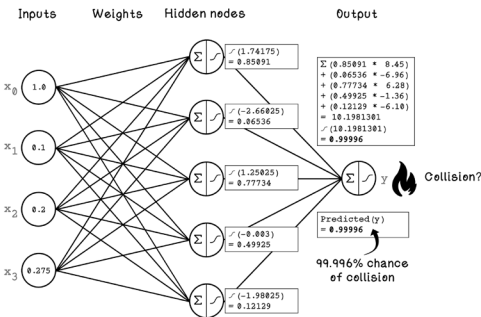 Inputs
Weights
Hidden nodes
Output
x0
1.0
x1
0.1
x2
0.2
x3
0.275
Σ
(1.74175)
= 0.85091
Σ
(-2.66025)
= 0.06536
Σ
(1.25025)
= 0.77734
Σ
(-0.003)
= 0.49925
Σ
(-1.98025)
= 0.12129
Σ (0.85091 * 8.45)
+ (0.06536 * -6.96)
+ (0.77734 * 6.28)
+ (0.49925 * -1.36)
+ (0.12129 * -6.10)
= 10.1981301
(10.1981301)
= 0.99996
Σ
y
Collision?
Predicted(y)
= 0.99996
99.996% chance
of collision